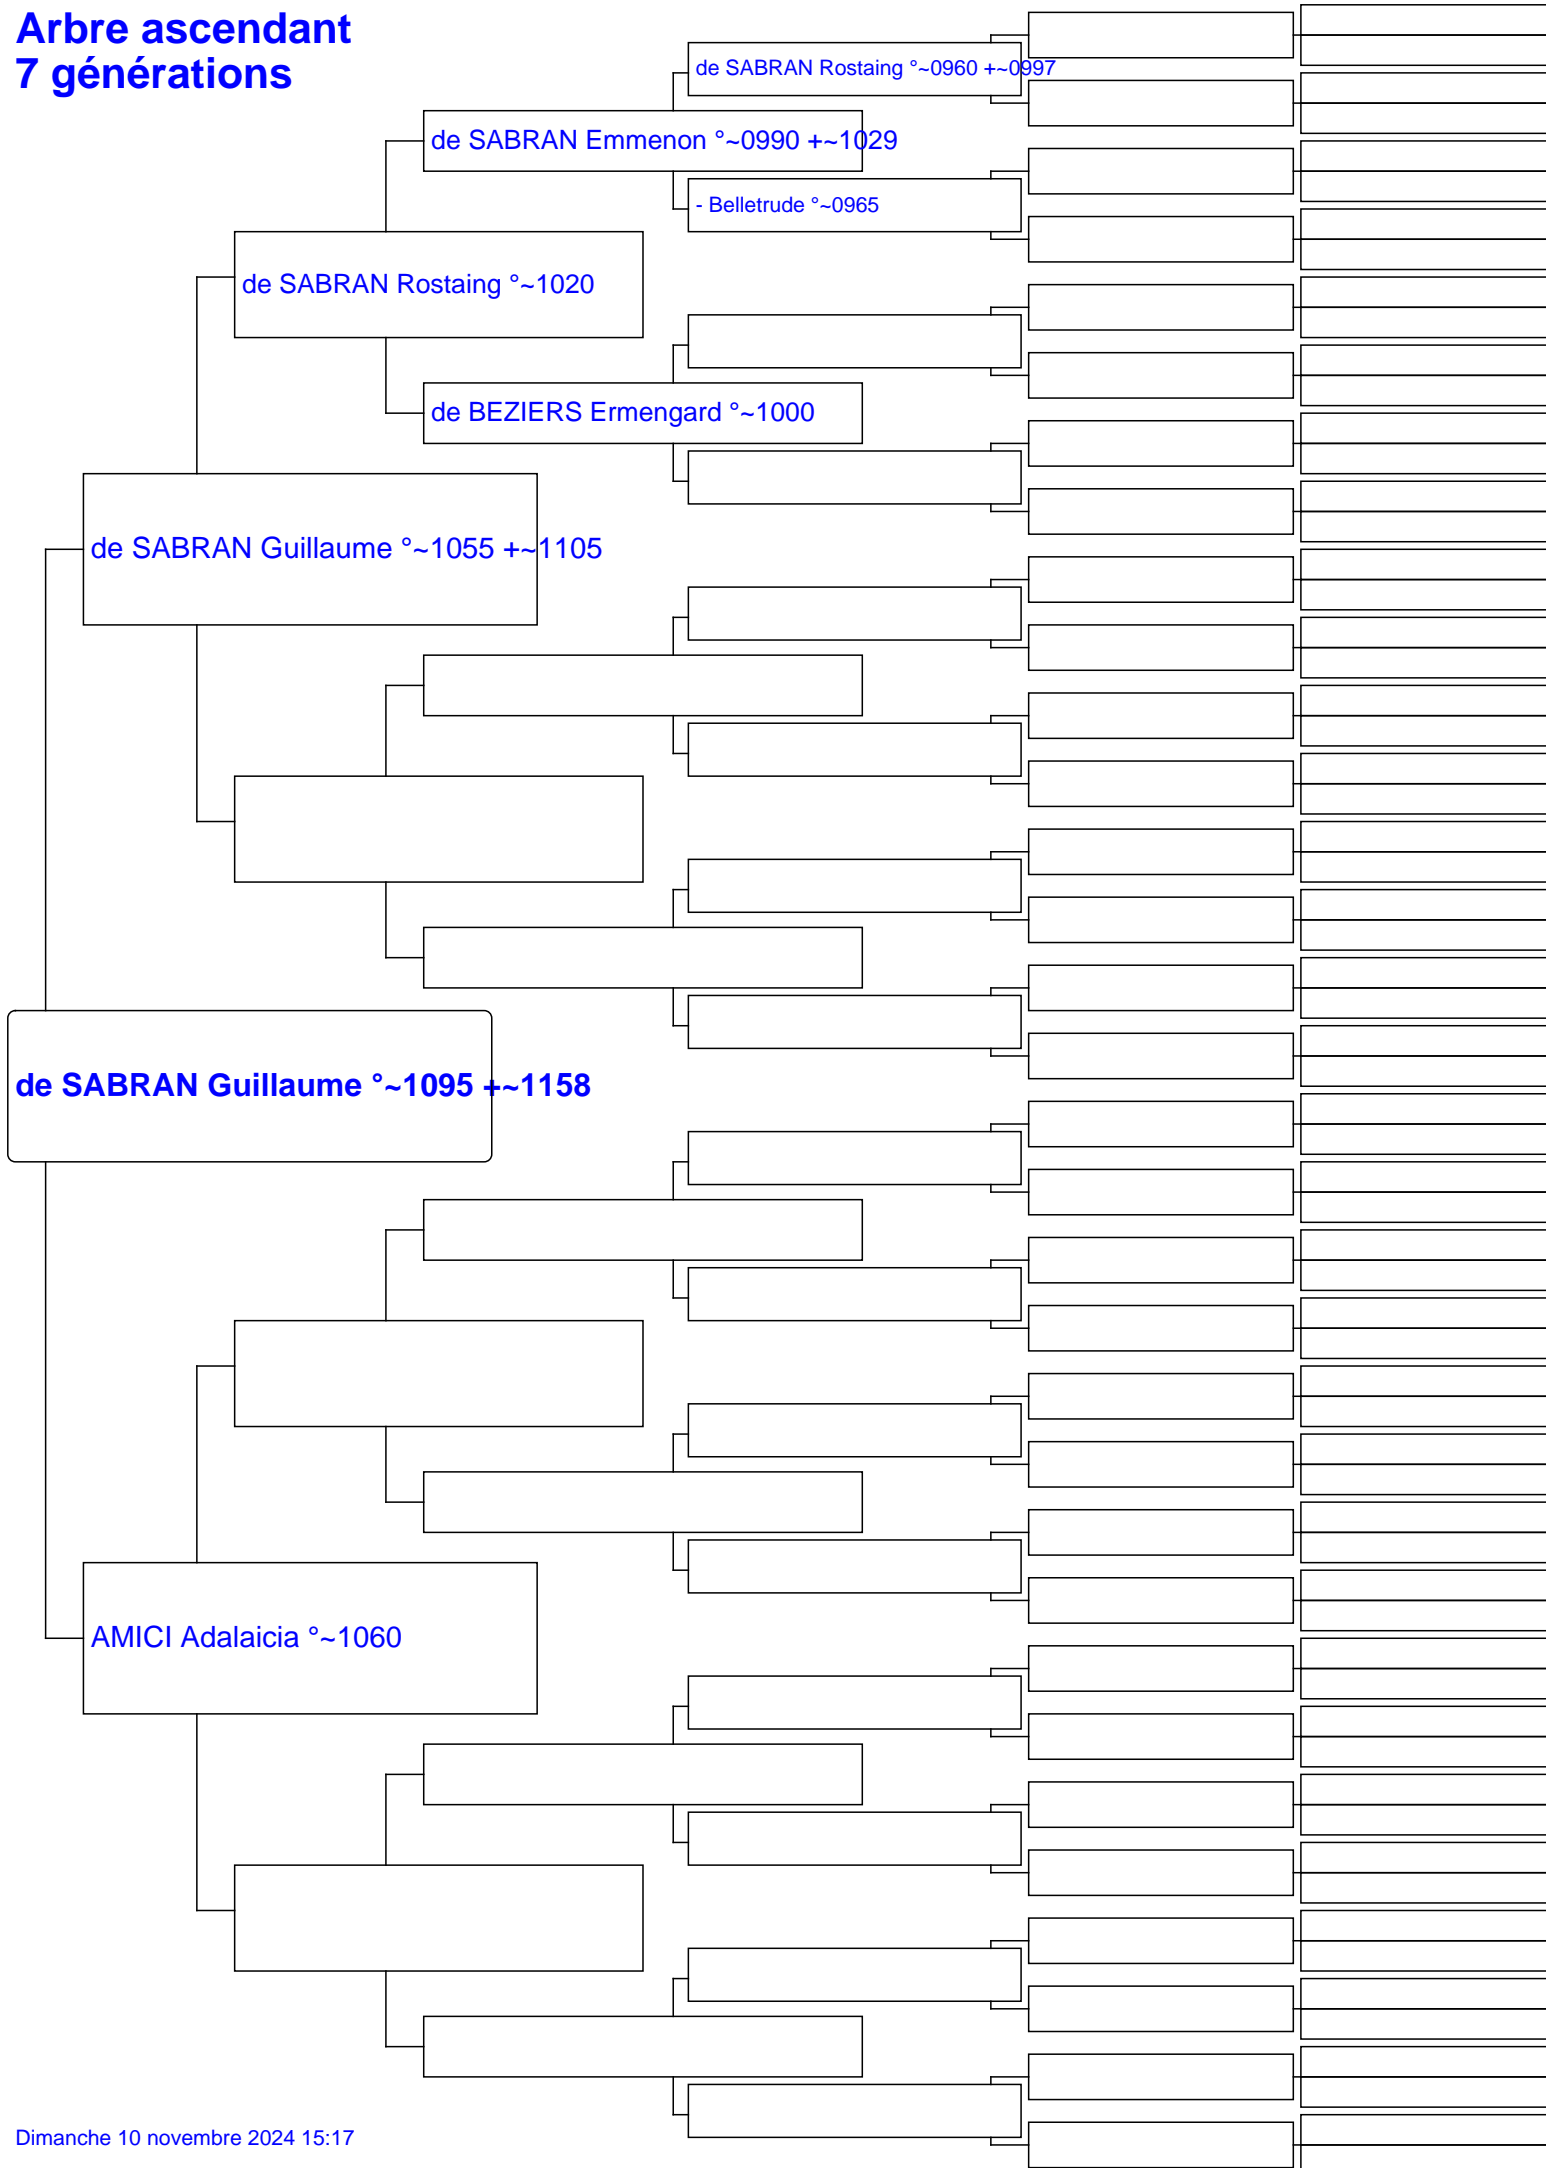 Arbre ascendant
7 générations
de SABRAN Rostaing °~0960 +~0997
de SABRAN Emmenon °~0990 +~1029
- Belletrude °~0965
de SABRAN Rostaing °~1020
de BEZIERS Ermengard °~1000
de SABRAN Guillaume °~1055 +~1105
de SABRAN Guillaume °~1095 +~1158
AMICI Adalaicia °~1060
Dimanche 10 novembre 2024 15:17